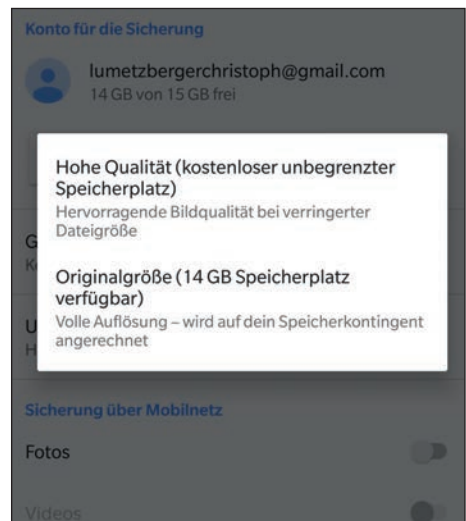 Konto für die Sicherung
lumetzbergerchristoph@gmail.com
14 GB von 15 GB frei
Hohe Qualität (kostenloser unbegrenzter
Speicherplatz)
Hervorragende Bildqualität bei verringerter
Dateigröße
G
K
Originalgröße (14 GB Speicherplatz
verfügbar)
U
Volle Auflösung – wird auf dein Speicherkontingent
H
angerechnet
Sicherung über Mobilnetz
Fotos
Videos